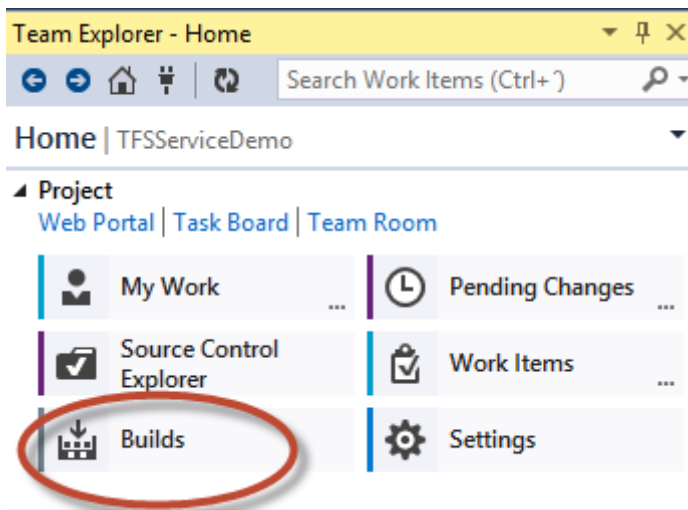 Team Explorer - Home
Search Work Items (Ctrl+´)
Home | TFSServiceDemo
Project
Web Portal | Task Board | Team Room
My Work ...
Pending Changes ...
Source Control
Explorer
Work Items ...
Builds
Settings